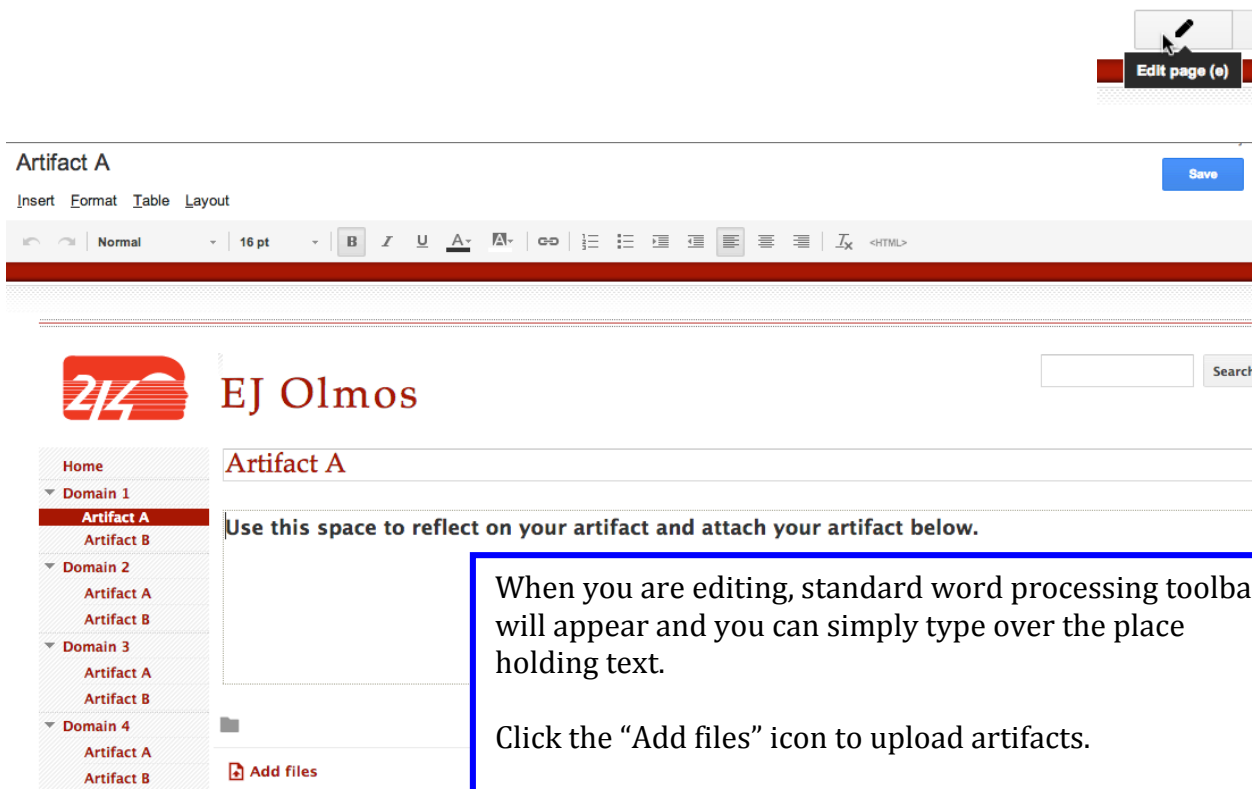 Edit page (e)
Artifact A
Save
Insert Format Table Layout
Normal 16 pt B I U A A <HTML>
214
EJ Olmos
Search
Home
Domain 1
Artifact A
Artifact B
Domain 2
Artifact A
Artifact B
Domain 3
Artifact A
Artifact B
Domain 4
Artifact A
Artifact B
Artifact A
Use this space to reflect on your artifact and attach your artifact below.
Add files
When you are editing, standard word processing toolba
will appear and you can simply type over the place
holding text.
Click the “Add files” icon to upload artifacts.